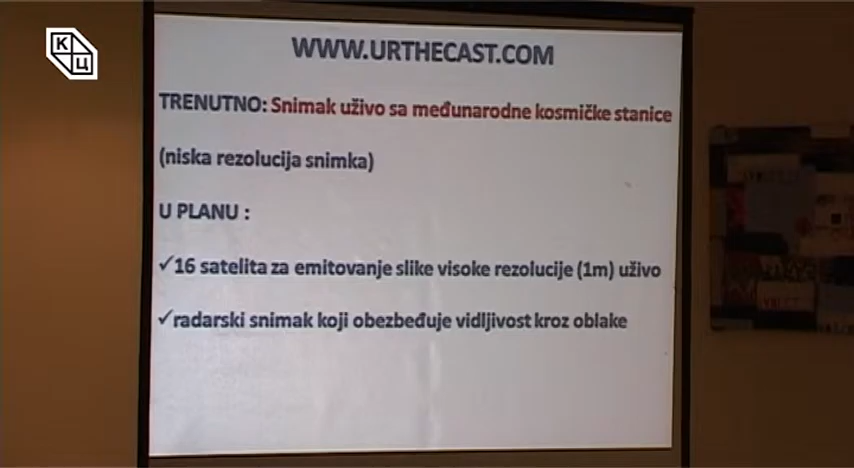 КЦ
WWW.URTHECAST.COM
TRENUTNO: Snimak uživo sa međunarodne kosmičke stanice
(niska rezolucija snimka)
U PLANU :
✓16 satelita za emitovanje slike visoke rezolucije (1m) uživo
✓radarski snimak koji obezbeđuje vidljivost kroz oblake